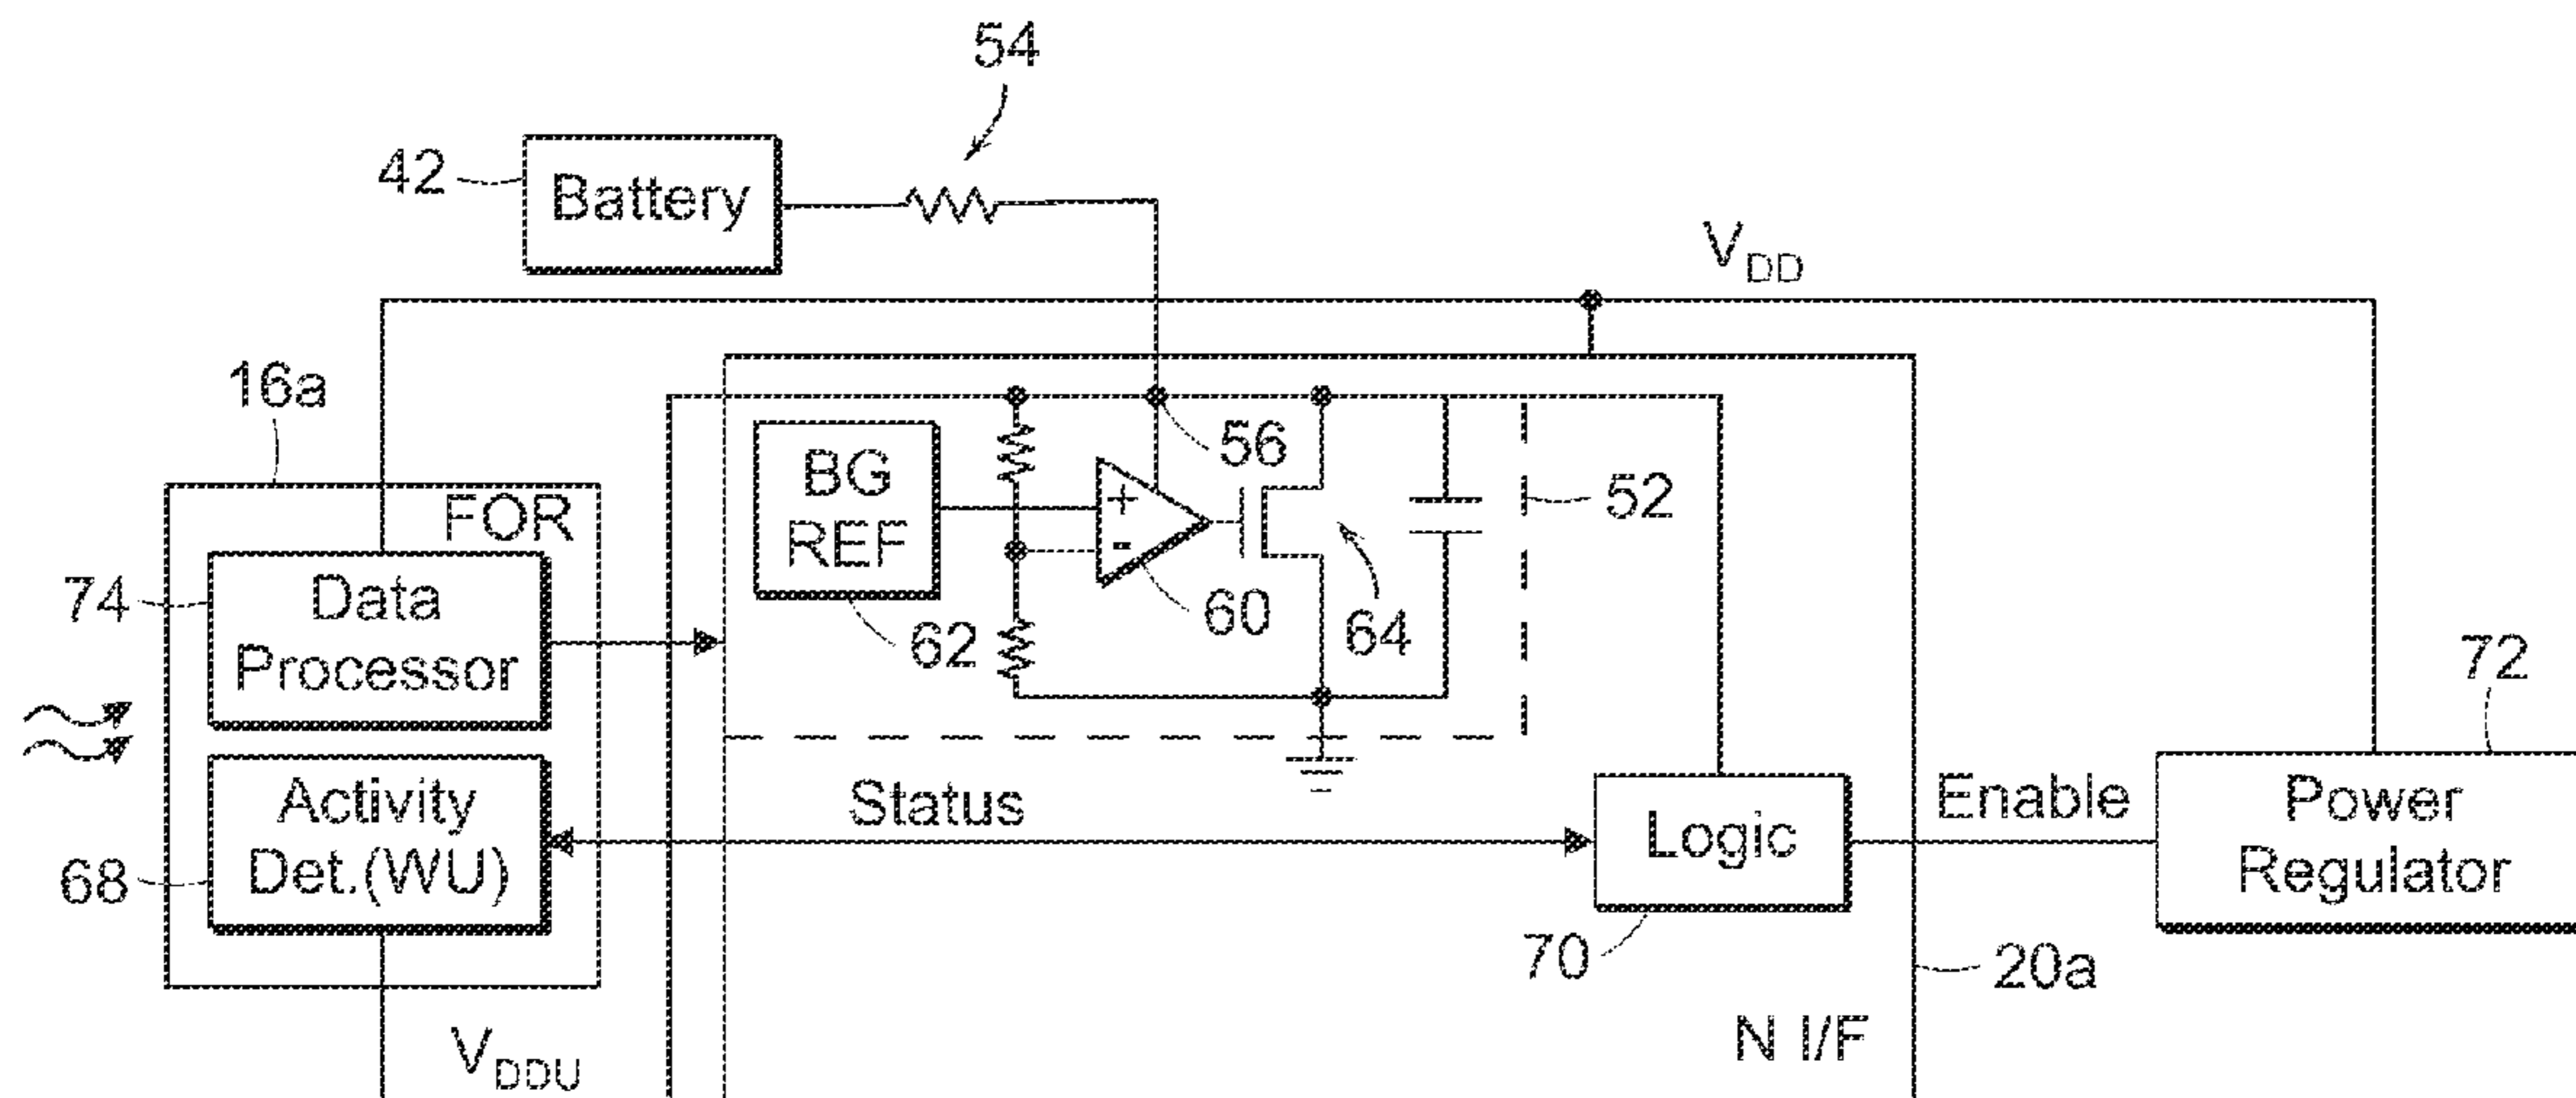 54
42
Battery
V_DD
16a
FOR
BG
REF
56
52
74
Data
Processor
62
60
64
72
Activity
Det.(WU)
68
Status
Logic
Enable
Power
Regulator
70
20a
N I/F
V_DDU